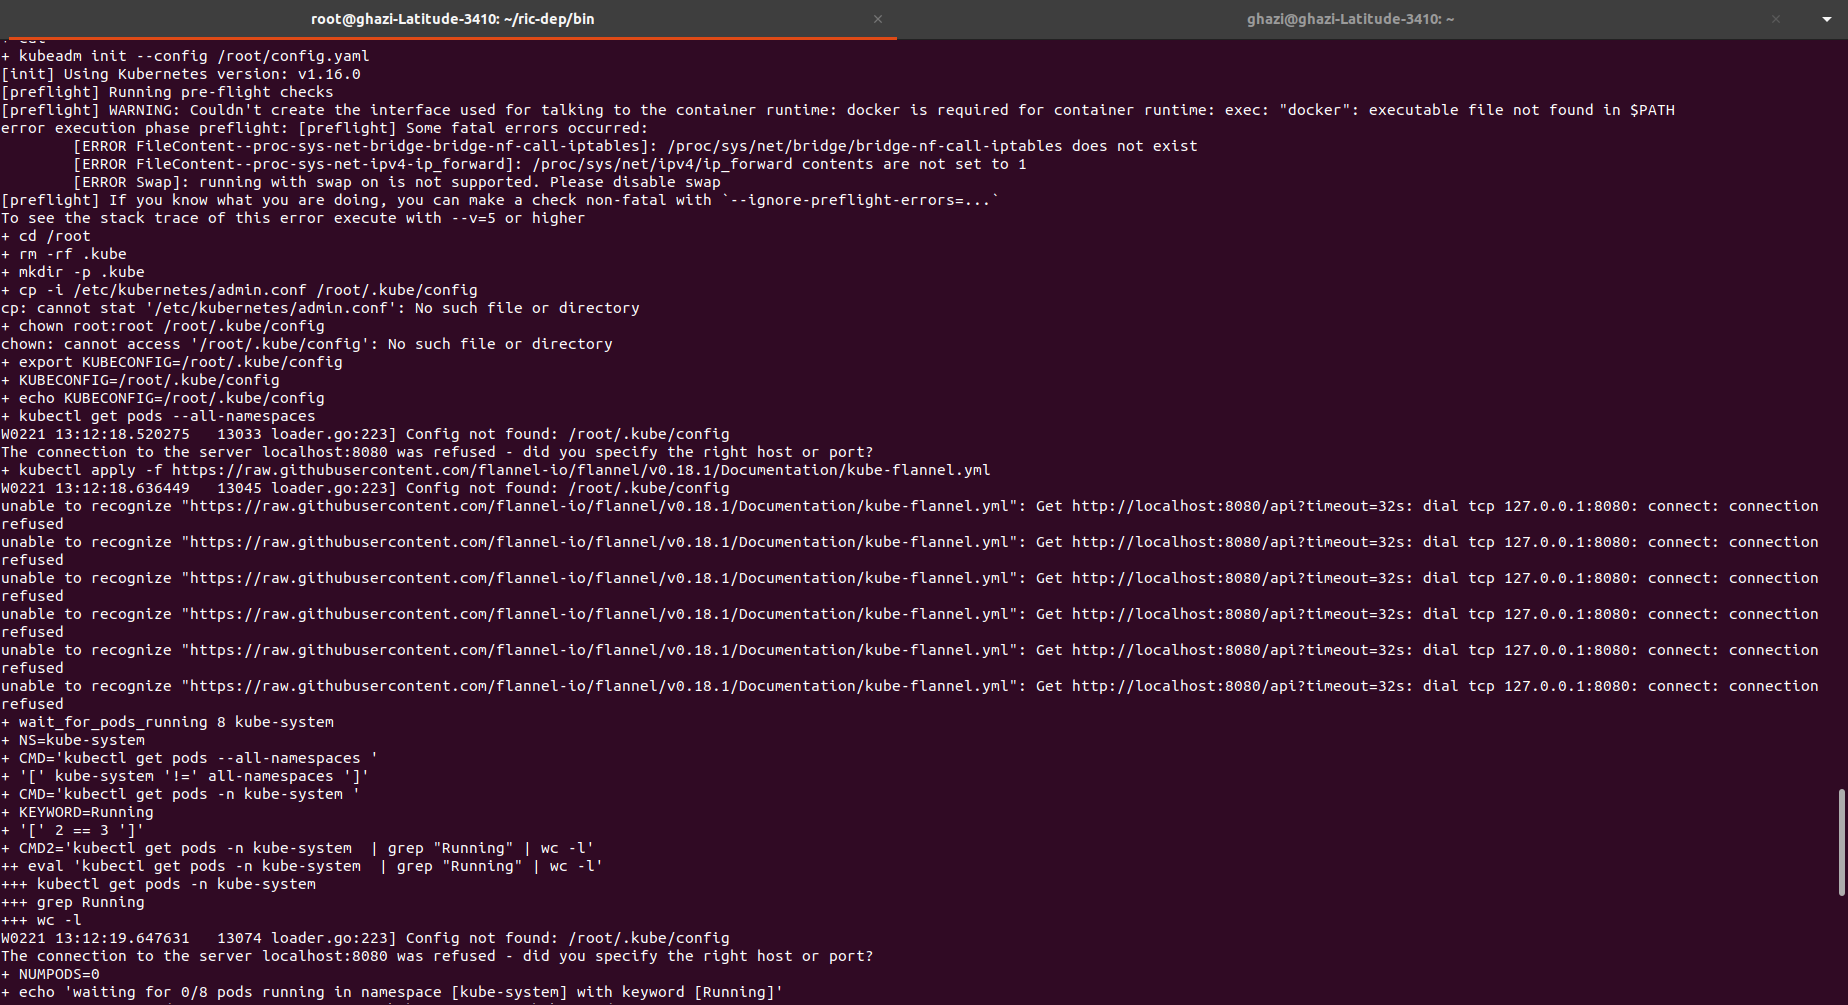 root@ghazi-Latitude-3410: ~/ric-dep/bin
ghazi@ghazi-Latitude-3410: ~
+ kubeadm init --config /root/config.yaml
[init] Using Kubernetes version: v1.16.0
[preflight] Running pre-flight checks
[preflight] WARNING: Couldn't create the interface used for talking to the container runtime: docker is required for container runtime: exec: "docker": executable file not found in $PATH
error execution phase preflight: [preflight] Some fatal errors occurred:
        [ERROR FileContent--proc-sys-net-bridge-bridge-nf-call-iptables]: /proc/sys/net/bridge/bridge-nf-call-iptables does not exist
        [ERROR FileContent--proc-sys-net-ipv4-ip_forward]: /proc/sys/net/ipv4/ip_forward contents are not set to 1
        [ERROR Swap]: running with swap on is not supported. Please disable swap
[preflight] If you know what you are doing, you can make a check non-fatal with `--ignore-preflight-errors=...`
To see the stack trace of this error execute with --v=5 or higher
+ cd /root
+ rm -rf .kube
+ mkdir -p .kube
+ cp -i /etc/kubernetes/admin.conf /root/.kube/config
cp: cannot stat '/etc/kubernetes/admin.conf': No such file or directory
+ chown root:root /root/.kube/config
chown: cannot access '/root/.kube/config': No such file or directory
+ export KUBECONFIG=/root/.kube/config
+ KUBECONFIG=/root/.kube/config
+ echo KUBECONFIG=/root/.kube/config
+ kubectl get pods --all-namespaces
W0221 13:12:18.520275   13033 loader.go:223] Config not found: /root/.kube/config
The connection to the server localhost:8080 was refused - did you specify the right host or port?
+ kubectl apply -f https://raw.githubusercontent.com/flannel-io/flannel/v0.18.1/Documentation/kube-flannel.yml
W0221 13:12:18.636449   13045 loader.go:223] Config not found: /root/.kube/config
unable to recognize "https://raw.githubusercontent.com/flannel-io/flannel/v0.18.1/Documentation/kube-flannel.yml": Get http://localhost:8080/api?timeout=32s: dial tcp 127.0.0.1:8080: connect: connection
refused
unable to recognize "https://raw.githubusercontent.com/flannel-io/flannel/v0.18.1/Documentation/kube-flannel.yml": Get http://localhost:8080/api?timeout=32s: dial tcp 127.0.0.1:8080: connect: connection
refused
unable to recognize "https://raw.githubusercontent.com/flannel-io/flannel/v0.18.1/Documentation/kube-flannel.yml": Get http://localhost:8080/api?timeout=32s: dial tcp 127.0.0.1:8080: connect: connection
refused
unable to recognize "https://raw.githubusercontent.com/flannel-io/flannel/v0.18.1/Documentation/kube-flannel.yml": Get http://localhost:8080/api?timeout=32s: dial tcp 127.0.0.1:8080: connect: connection
refused
unable to recognize "https://raw.githubusercontent.com/flannel-io/flannel/v0.18.1/Documentation/kube-flannel.yml": Get http://localhost:8080/api?timeout=32s: dial tcp 127.0.0.1:8080: connect: connection
refused
unable to recognize "https://raw.githubusercontent.com/flannel-io/flannel/v0.18.1/Documentation/kube-flannel.yml": Get http://localhost:8080/api?timeout=32s: dial tcp 127.0.0.1:8080: connect: connection
refused
+ wait_for_pods_running 8 kube-system
+ NS=kube-system
+ CMD='kubectl get pods --all-namespaces '
+ '[' kube-system '!=' all-namespaces ']'
+ CMD='kubectl get pods -n kube-system '
+ KEYWORD=Running
+ '[' 2 == 3 ']'
+ CMD2='kubectl get pods -n kube-system  | grep "Running" | wc -l'
++ eval 'kubectl get pods -n kube-system  | grep "Running" | wc -l'
+++ kubectl get pods -n kube-system
+++ grep Running
+++ wc -l
W0221 13:12:19.647631   13074 loader.go:223] Config not found: /root/.kube/config
The connection to the server localhost:8080 was refused - did you specify the right host or port?
+ NUMPODS=0
+ echo 'waiting for 0/8 pods running in namespace [kube-system] with keyword [Running]'